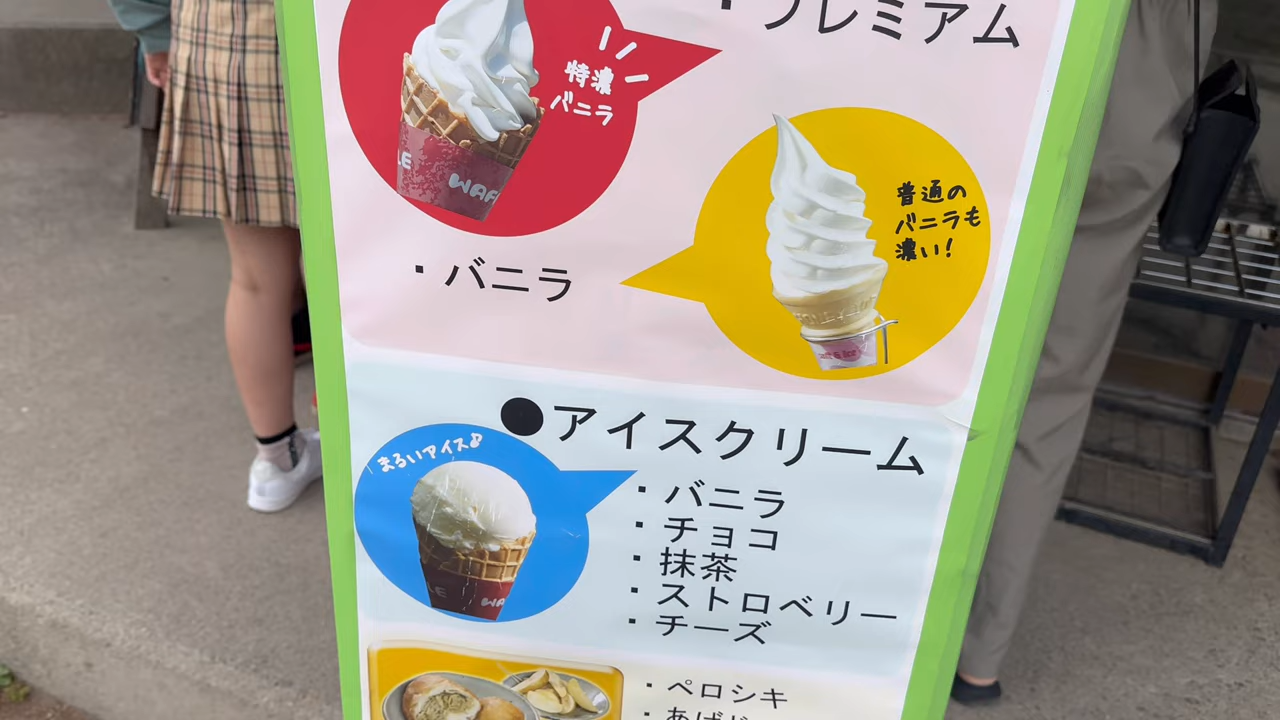 ・プレミアム
特濃
バニラ
WAF
普通の
バニラも
濃い!
・バニラ
●アイスクリーム
まるいアイス♪
・バニラ
・チョコ
・抹茶
・ストロベリー
・チーズ
・ペロシキ